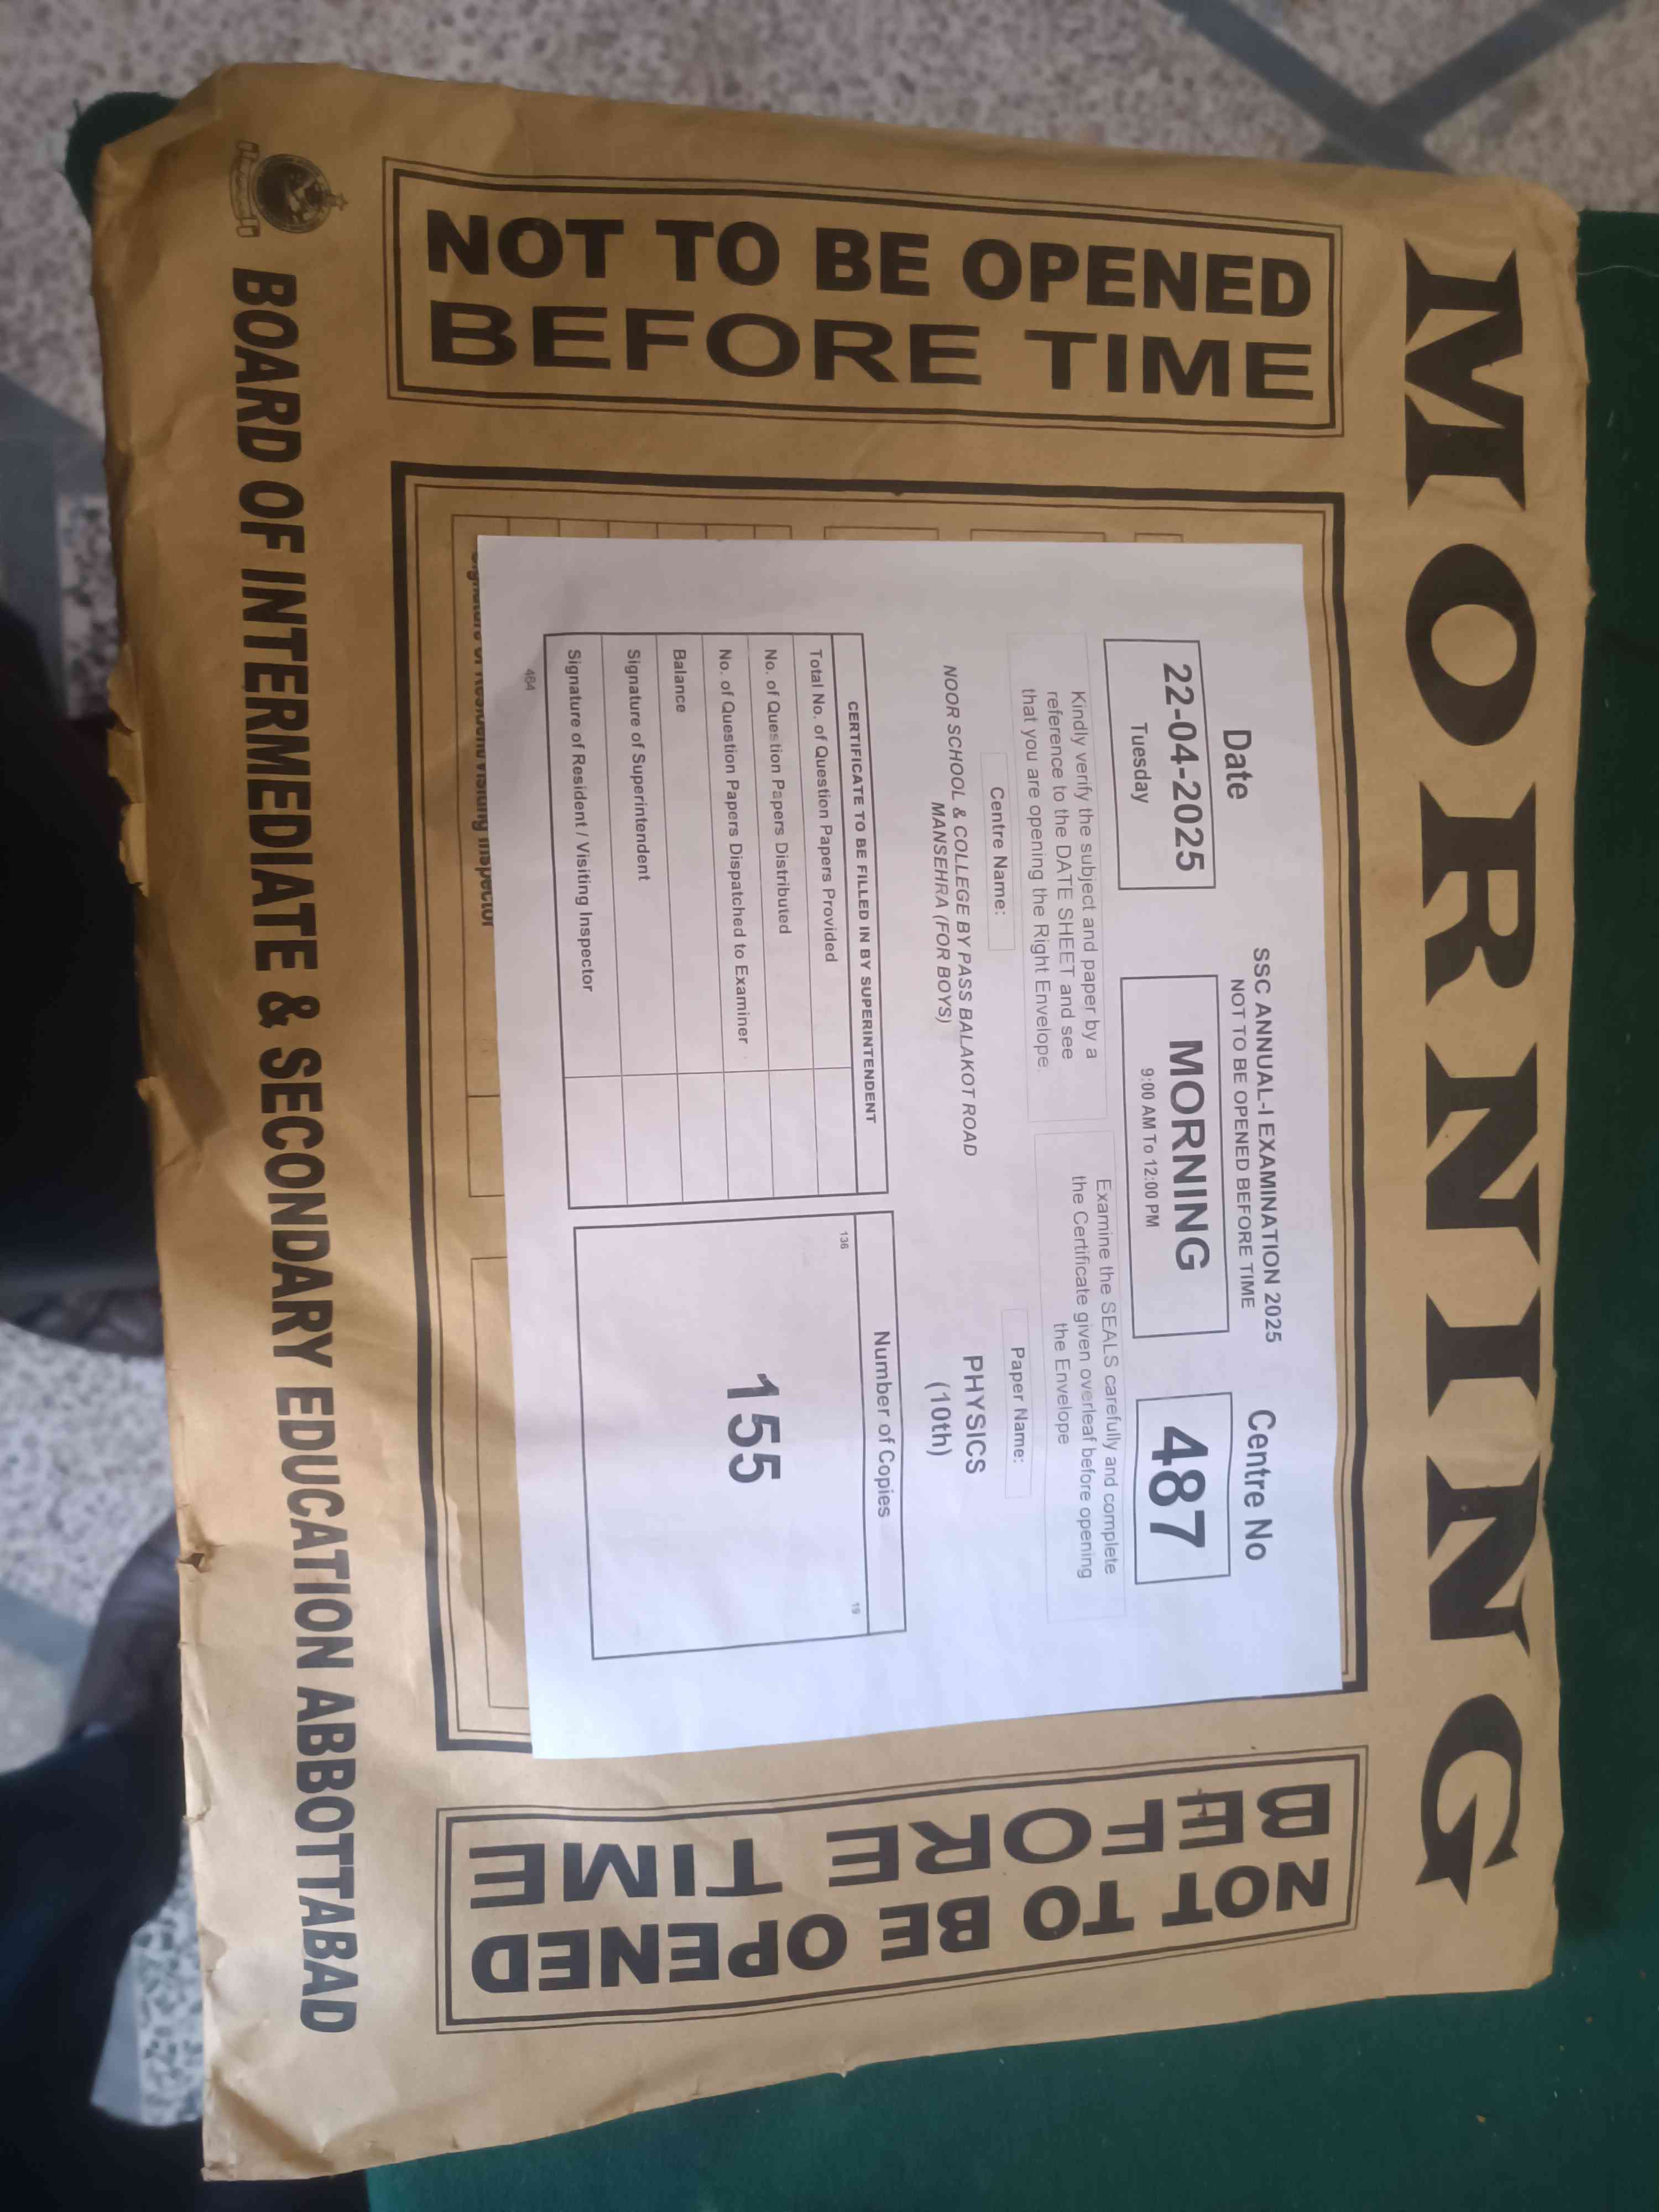 MORNING
NOT TO BE OPENED
BEFORE TIME
SSC ANNUAL-I EXAMINATION 2025
NOT TO BE OPENED BEFORE TIME
Date
22-04-2025
Tuesday
MORNING
9:00 AM To 12:00 PM
Centre No
487
Kindly verify the subject and paper by a
reference to the DATE SHEET and see
that you are opening the Right Envelope.
Examine the SEALS carefully and complete
the Certificate given overleaf before opening
the Envelope
Centre Name:
NOOR SCHOOL & COLLEGE BY PASS BALAKOT ROAD
MANSEHRA (FOR BOYS)
Paper Name:
PHYSICS
(10th)
CERTIFICATE TO BE FILLED IN BY SUPERINTENDENT
Total No. of Question Papers Provided
No. of Question Papers Distributed
No. of Question Papers Dispatched to Examiner
Balance
Signature of Superintendent
Signature of Resident / Visiting Inspector
484
Number of Copies
136
19
155
Inspector
NOT TO BE OPENED
BEFORE TIME
BOARD OF INTERMEDIATE & SECONDARY EDUCATION ABBOTTABAD